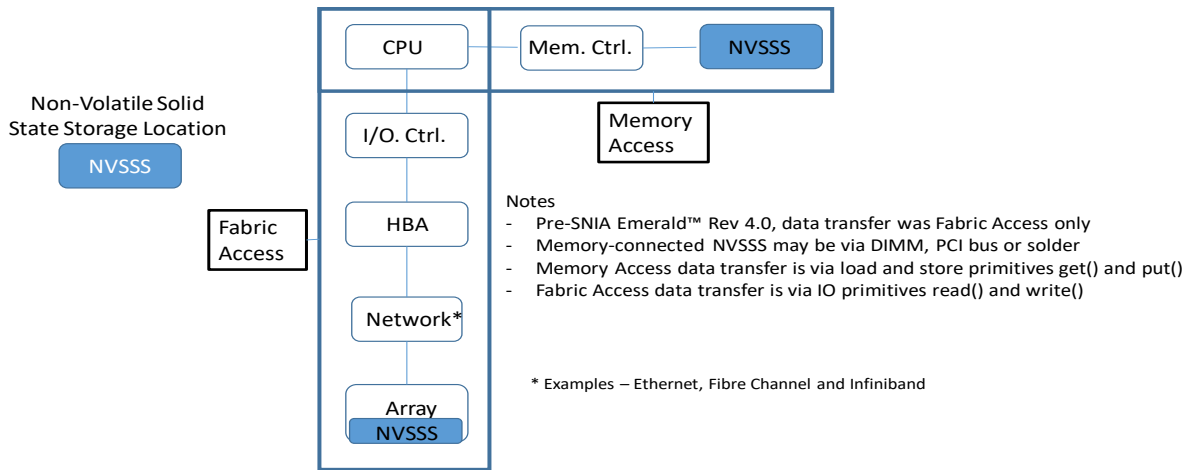 CPU
Mem. Ctrl.
NVSSS
Non-Volatile Solid
State Storage Location
NVSSS
I/O. Ctrl.
Memory
Access
Fabric
Access
HBA
Network*
Array
NVSSS
Notes
- Pre-SNIA Emerald™ Rev 4.0, data transfer was Fabric Access only
- Memory-connected NVSSS may be via DIMM, PCI bus or solder
- Memory Access data transfer is via load and store primitives get() and put()
- Fabric Access data transfer is via IO primitives read() and write()
* Examples – Ethernet, Fibre Channel and Infiniband